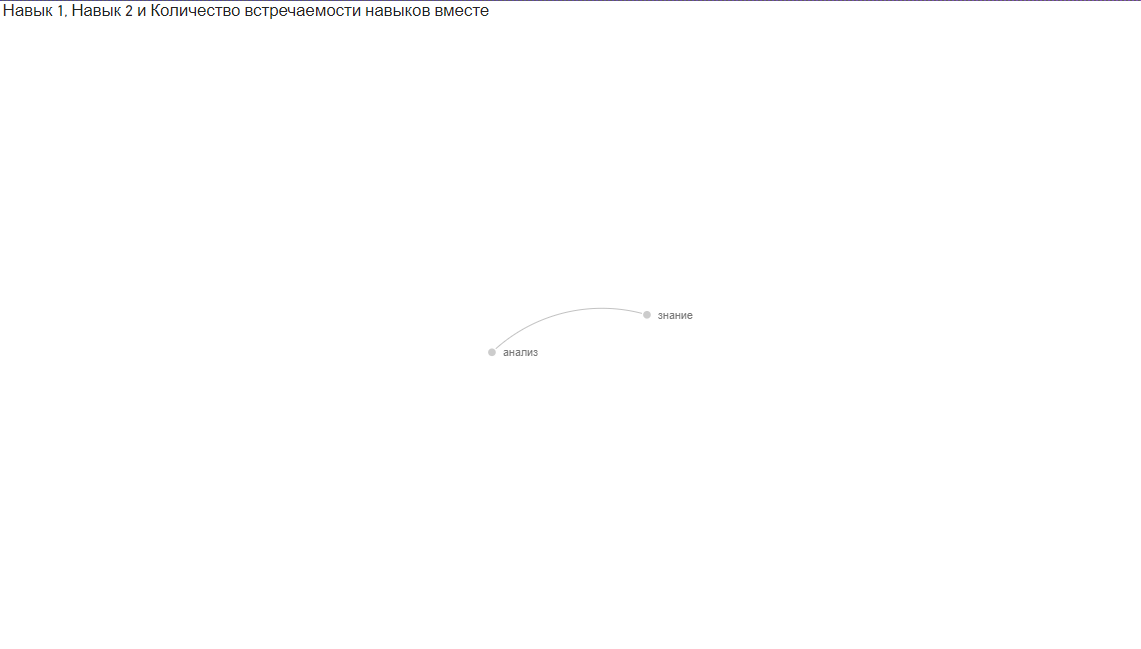 Навык 1, Навык 2 и Количество встречаемости навыков вместе
знание
анализ